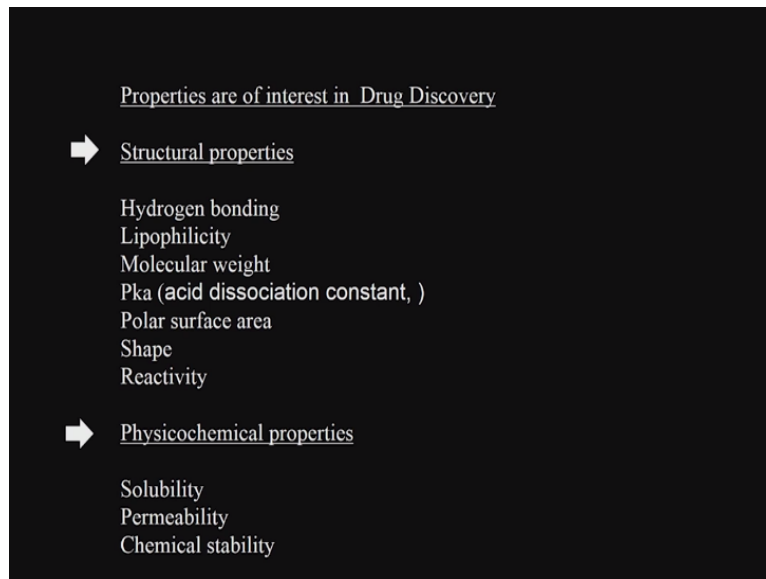 Properties are of interest in Drug Discovery
Structural properties
Hydrogen bonding
Lipophilicity
Molecular weight
Pka (acid dissociation constant, )
Polar surface area
Shape
Reactivity
Physicochemical properties
Solubility
Permeability
Chemical stability